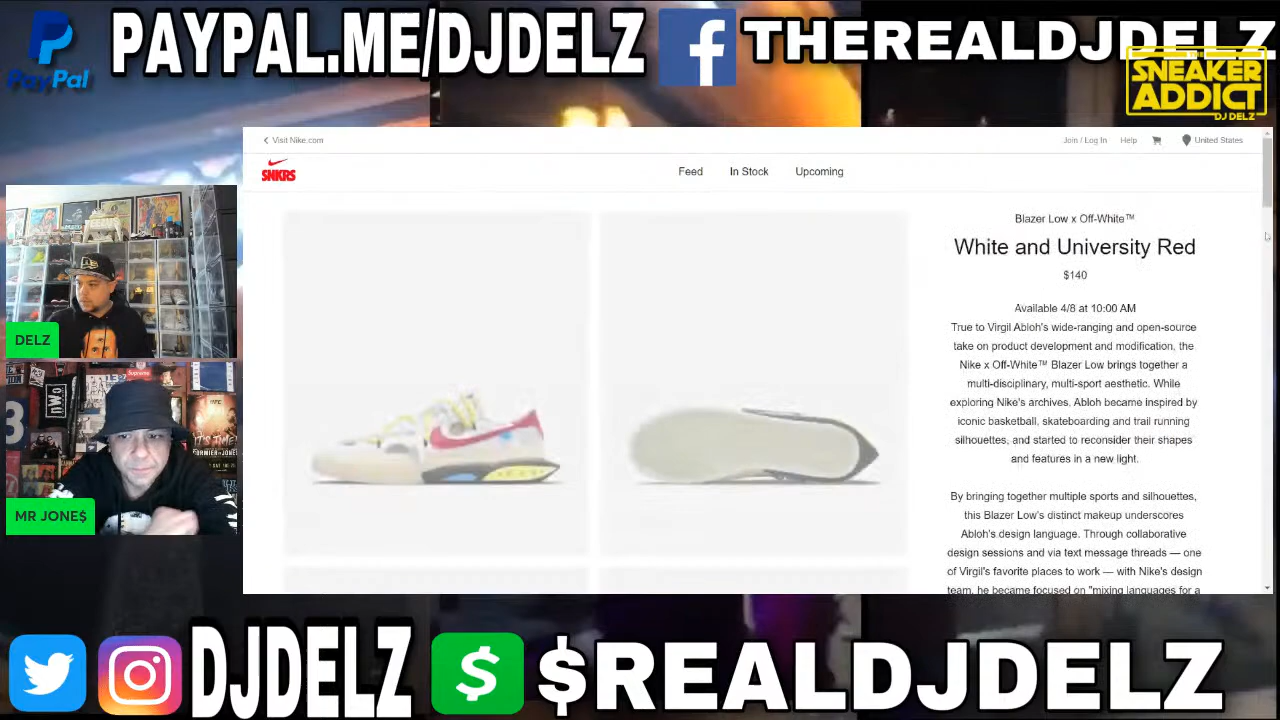 PayPal
PAYPAL.ME/DJDELZ
THEREALDJDELZ
THE
SNEAKER
ADDICT
DJ DELZ
Visit Nike.com
Join / Log In
Help
United States
SNKRS
Feed
In Stock
Upcoming
Blazer Low x Off-White™
White and University Red
$140
Available 4/8 at 10:00 AM
True to Virgil Abloh's wide-ranging and open-source
take on product development and modification, the
Nike x Off-White™ Blazer Low brings together a
multi-disciplinary, multi-sport aesthetic. While
exploring Nike's archives, Abloh became inspired by
iconic basketball, skateboarding and trail running
silhouettes, and started to reconsider their shapes
and features in a new light.
By bringing together multiple sports and silhouettes,
this Blazer Low's distinct makeup underscores
Abloh's design language. Through collaborative
design sessions and via text message threads — one
of Virgil's favorite places to work — with Nike's design
team, he became focused on "mixing languages for a
DELZ
Supreme
nWo
3
UFC
IT'S TIME!
MR JONE$
DJDELZ
$
$REALDJDELZ